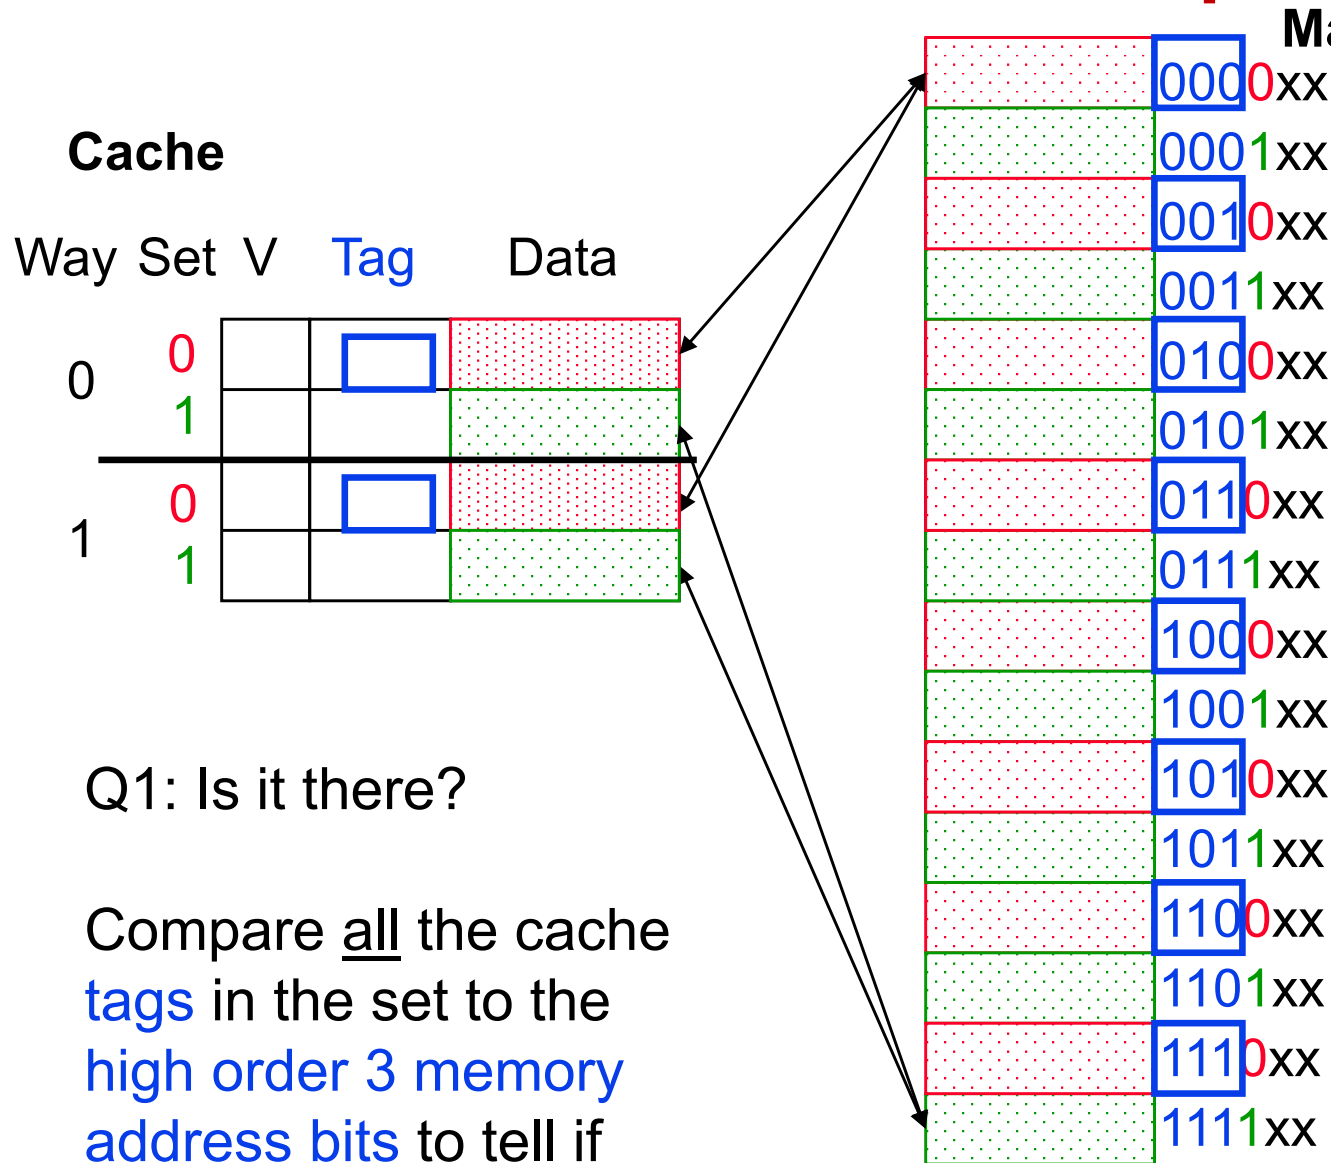 Cache
Way Set V Tag Data
0
0
1
1
0
1
Q1: Is it there?
Compare all the cache
tags in the set to the
high order 3 memory
address bits to tell if
0000xx
0001xx
0010xx
0011xx
0100xx
0101xx
0110xx
0111xx
1000xx
1001xx
1010xx
1011xx
1100xx
1101xx
1110xx
1111xx